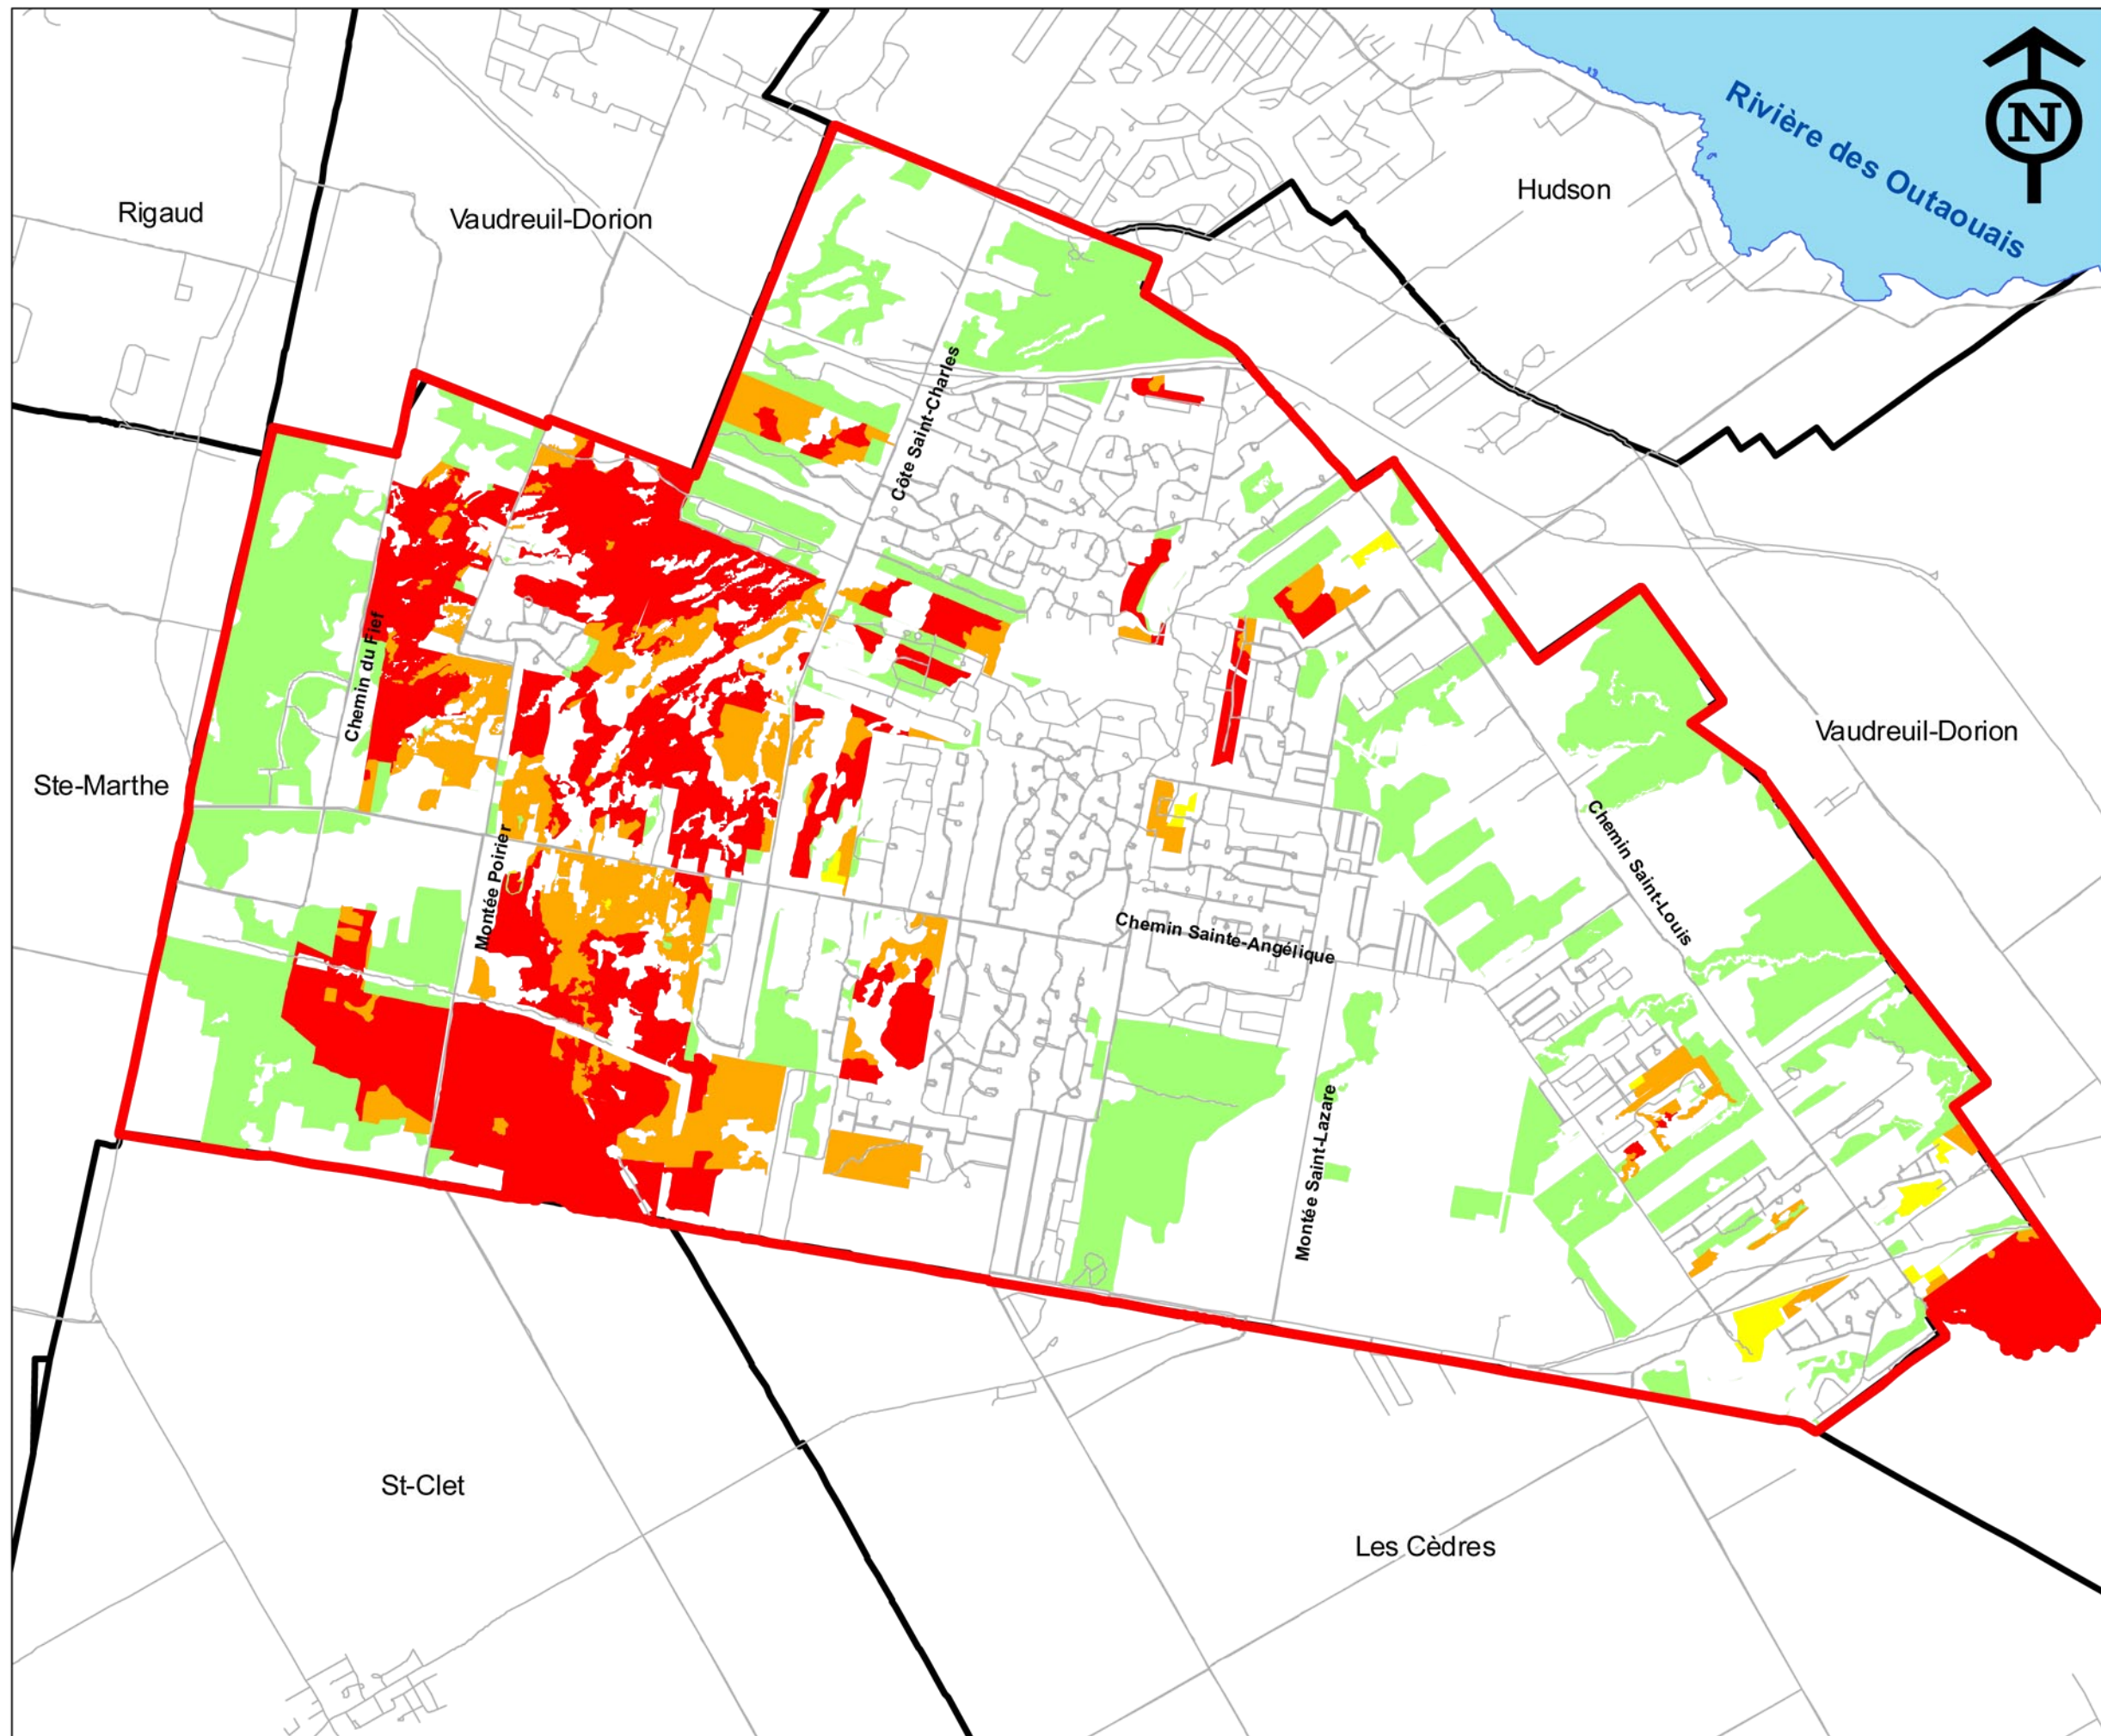 N
Rivière des Outaouais
Hudson
Rigaud
Vaudreuil-Dorion
Côte Saint-Charles
Chemin du Fief
Vaudreuil-Dorion
Ste-Marthe
Montée Poirier
Chemin Saint-Louis
Chemin Sainte-Angélique
Monté e Saint-Lazare
St-Clet
Les Cèdres